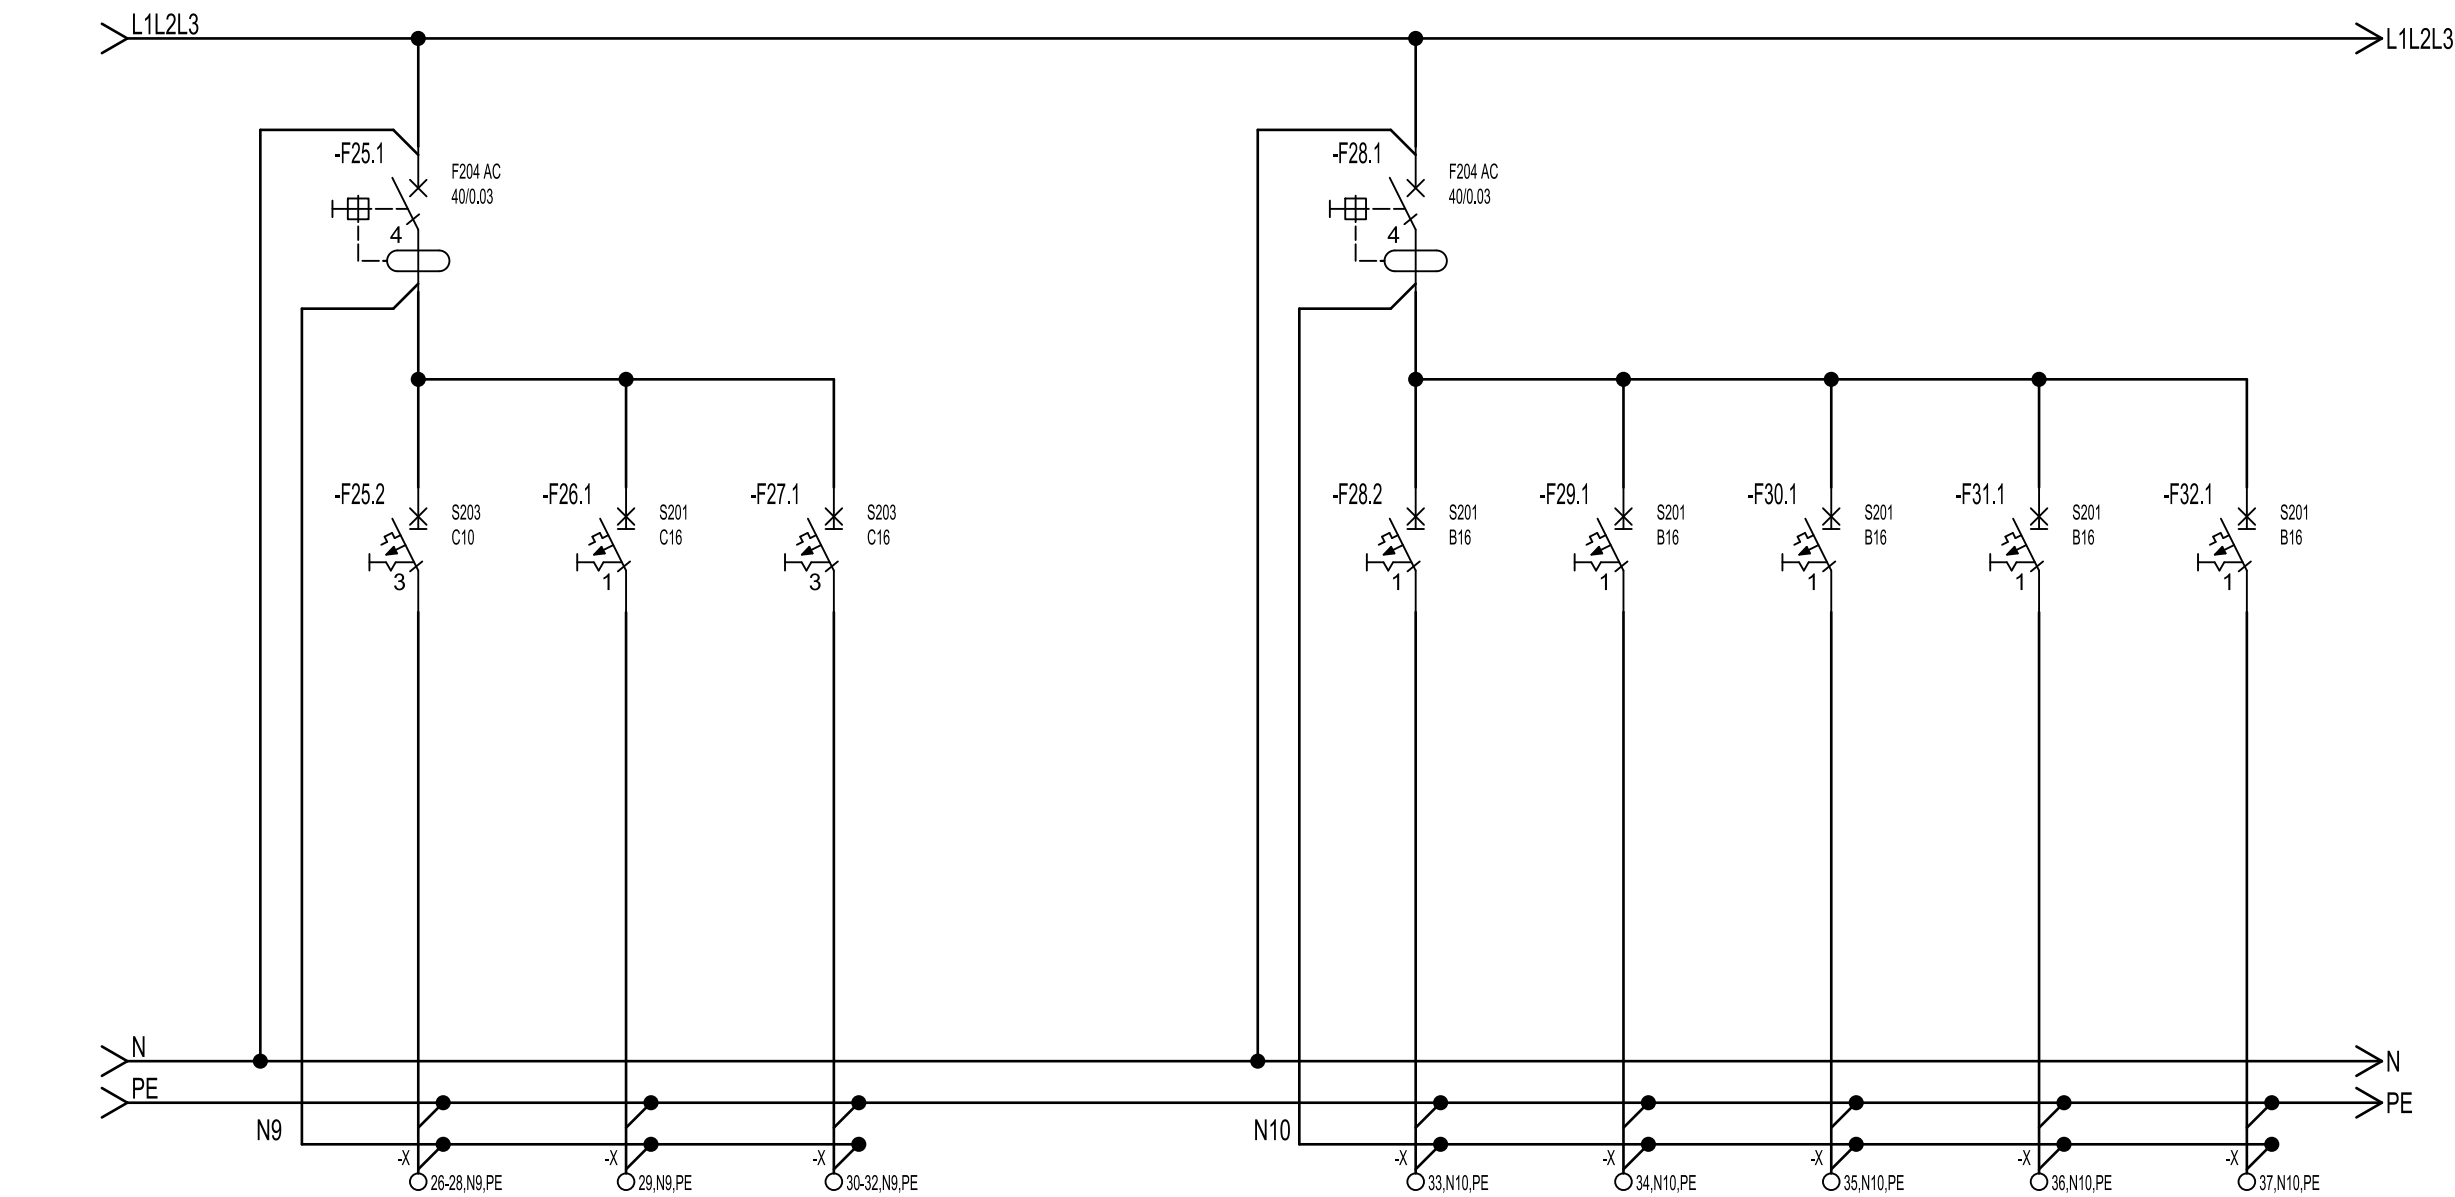 L1L2L3
L1L2L3
-F25.1
F204 AC
40/0.03
4
-F28.1
F204 AC
40/0.03
4
-F25.2
S203
C10
3
-F26.1
S201
C16
1
-F27.1
S203
C16
3
-F28.2
S201
B16
1
-F29.1
S201
B16
1
-F30.1
S201
B16
1
-F31.1
S201
B16
1
-F32.1
S201
B16
1
N
N
PE
PE
N9
N10
-X
26-28,N9,PE
-X
29,N9,PE
-X
30-32,N9,PE
-X
33,N10,PE
-X
34,N10,PE
-X
35,N10,PE
-X
36,N10,PE
-X
37,N10,PE